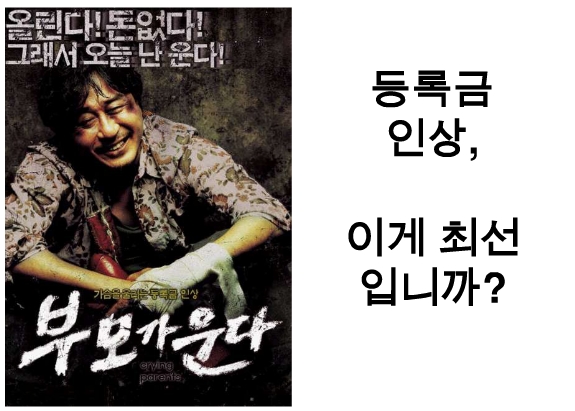 올린다! 돈없다!
그래서 오늘 난 운다!!
가슴을 울리는 등록금 인상
부모가 운다
crying
parents,
등록금
인상,
이게 최선
입니까?